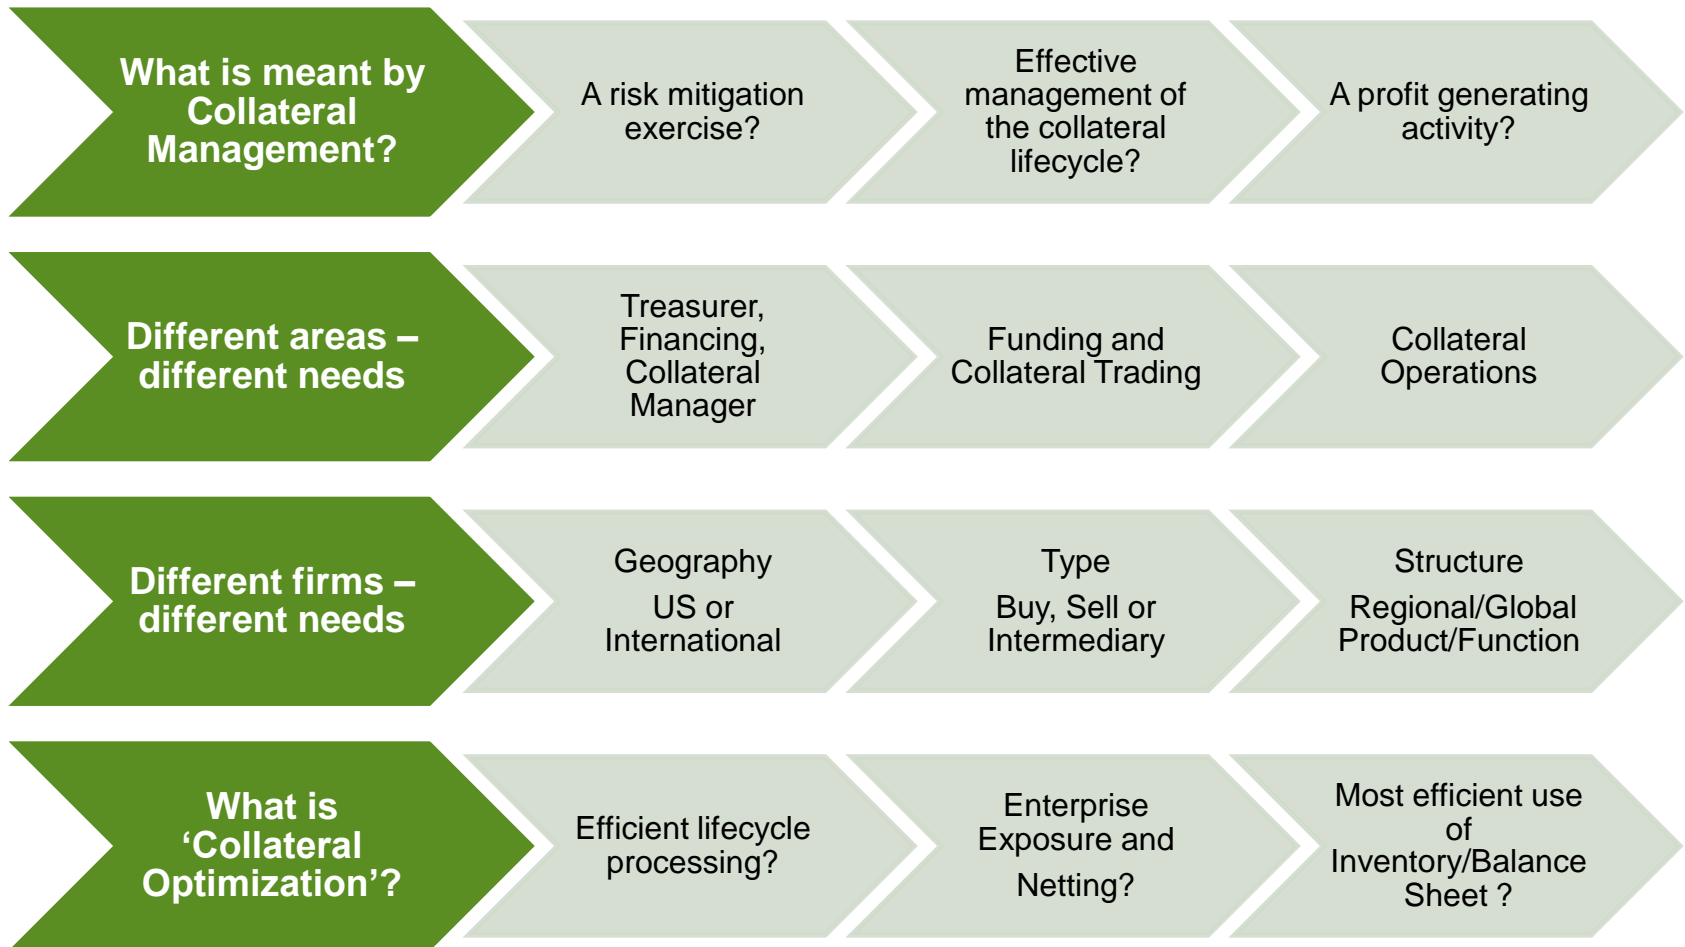 What is meant by
Collateral
Management?
A risk mitigation
exercise?
Effective
management of
the collateral
lifecycle?
A profit generating
activity?
Different areas –
different needs
Treasurer,
Financing,
Collateral
Manager
Funding and
Collateral Trading
Collateral
Operations
Different firms –
different needs
Geography
US or
International
Type
Buy, Sell or
Intermediary
Structure
Regional/Global
Product/Function
What is
‘Collateral
Optimization’?
Efficient lifecycle
processing?
Enterprise
Exposure and
Netting?
Most efficient use
of
Inventory/Balance
Sheet ?